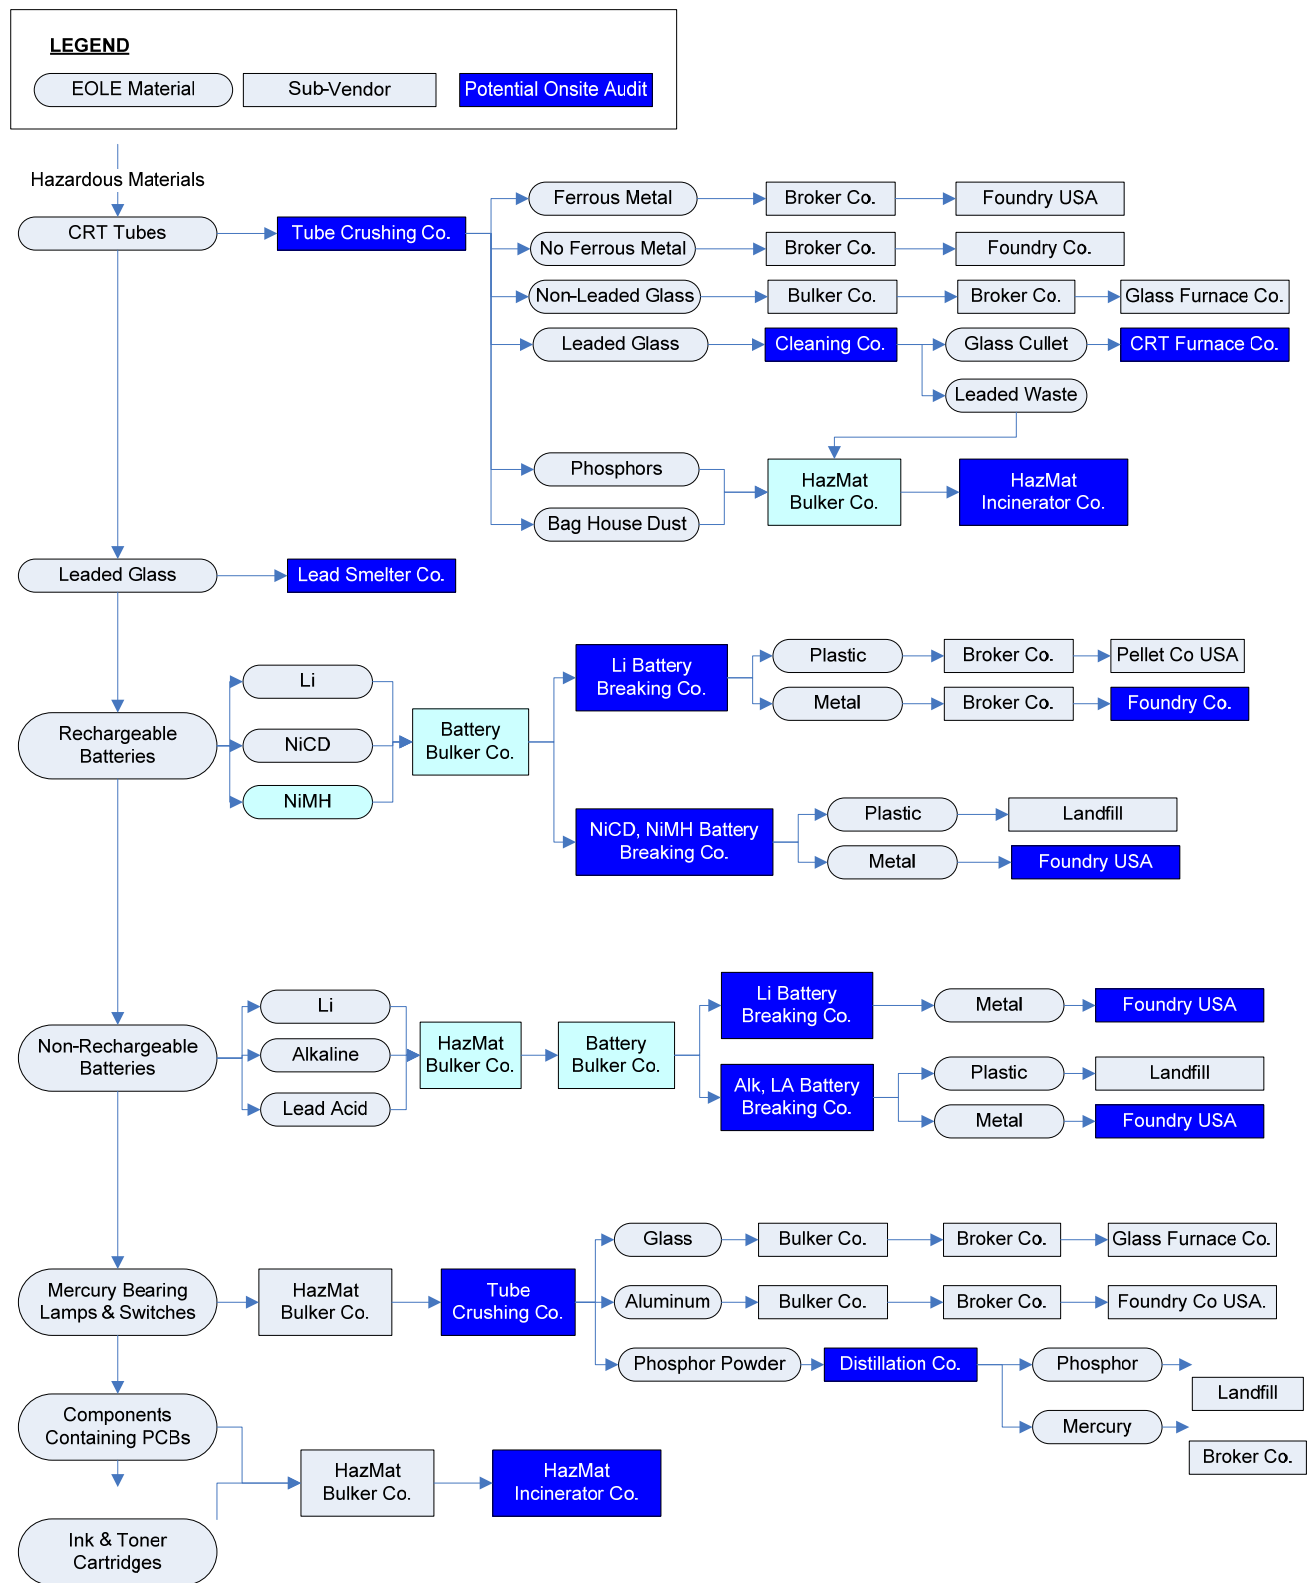 LEGEND
EOLE Material
Sub-Vendor
Potential Onsite Audit
Hazardous Materials
CRT Tubes
Tube Crushing Co.
Ferrous Metal
Broker Co.
Foundry USA
No Ferrous Metal
Broker Co.
Foundry Co.
Non-Leaded Glass
Bulker Co.
Broker Co.
Glass Furnace Co.
Leaded Glass
Cleaning Co.
Glass Cullet
CRT Furnace Co.
Leaded Waste
Phosphors
HazMat
Bulker Co.
HazMat
Incinerator Co.
Bag House Dust
Leaded Glass
Lead Smelter Co.
Rechargeable
Batteries
Li
NiCD
NiMH
Battery
Bulker Co.
Li Battery
Breaking Co.
Plastic
Broker Co.
Pellet Co USA
Metal
Broker Co.
Foundry Co.
NiCD, NiMH Battery
Breaking Co.
Plastic
Landfill
Metal
Foundry USA
Non-Rechargeable
Batteries
Li
Alkaline
Lead Acid
HazMat
Bulker Co.
Battery
Bulker Co.
Li Battery
Breaking Co.
Metal
Foundry USA
Alk, LA Battery
Breaking Co.
Plastic
Landfill
Metal
Foundry USA
Mercury Bearing
Lamps & Switches
HazMat
Bulker Co.
Tube
Crushing Co.
Glass
Bulker Co.
Broker Co.
Glass Furnace Co.
Aluminum
Bulker Co.
Broker Co.
Foundry Co USA.
Phosphor Powder
Distillation Co.
Phosphor
Landfill
Mercury
Broker Co.
Components
Containing PCBs
HazMat
Bulker Co.
HazMat
Incinerator Co.
Ink & Toner
Cartridges